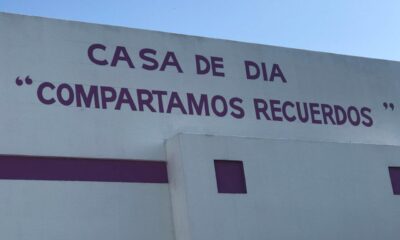 CASA DE DIA
“COMPARTAMOS RECUERDOS”